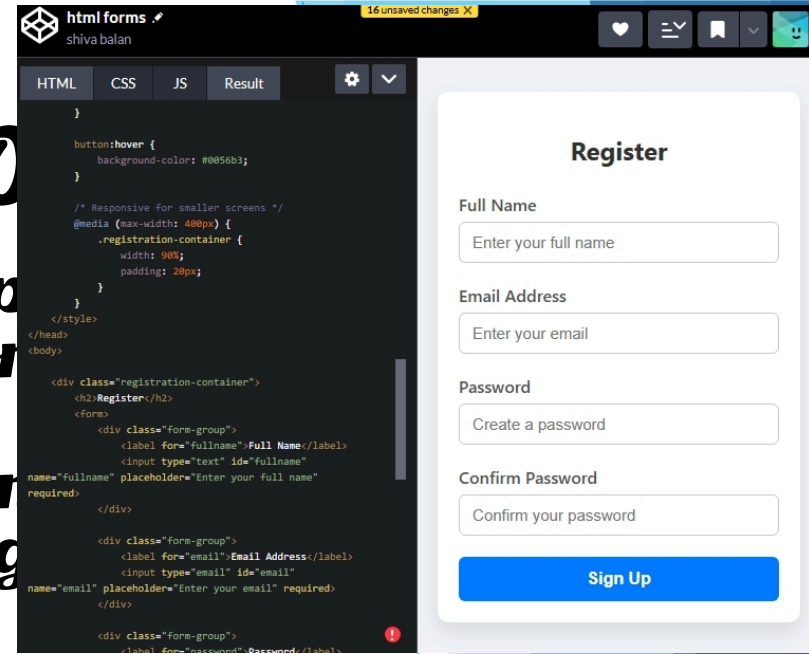 html forms
16 unsaved changes X
shiva balan
HTML CSS JS Result
}
button:hover {
background-color: #0056b3;
}
/* Responsive for smaller screens */
@media (max-width: 400px) {
.registration-container {
width: 90%;
padding: 20px;
}
}
</style>
</head>
<body>
<div class="registration-container">
<h2>Register</h2>
<form>
<div class="form-group">
<label for="fullname">Full Name</label>
<input type="text" id="fullname"
name="fullname" placeholder="Enter your full name"
required>
</div>
<div class="form-group">
<label for="email">Email Address</label>
<input type="email" id="email"
name="email" placeholder="Enter your email" required>
</div>
<div class="form-group">
<label for="password">Password</label>
Register
Full Name
Enter your full name
Email Address
Enter your email
Password
Create a password
Confirm Password
Confirm your password
Sign Up